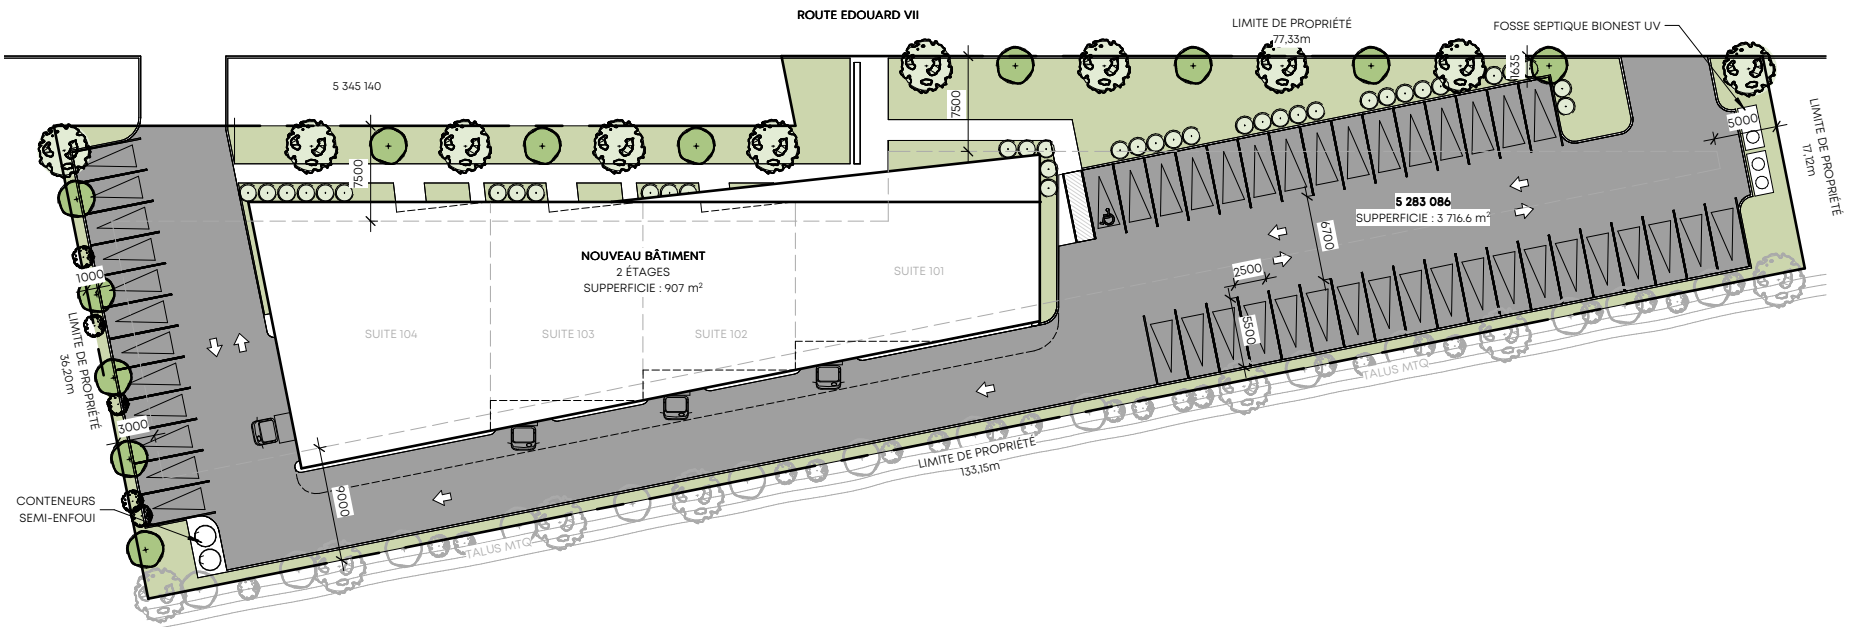 ROUTE EDOUARD VII
LIMITE DE PROPRIÉTÉ
77,33m
FOSSE SEPTIQUE BIONEST UV
5 345 140
1635
7500
7500
5000
LIMITE DE PROPRIÉTÉ
17,12m
5 283 086
SUPPERFICIE : 3 716.6 m²
6700
2500
5500
NOUVEAU BÂTIMENT
2 ÉTAGES
SUPPERFICIE : 907 m²
SUITE 101
SUITE 104
SUITE 103
SUITE 102
1000
LIMITE DE PROPRIÉTÉ
36,20m
3000
TALUS MTQ
LIMITE DE PROPRIÉTÉ
133,15m
9000
CONTENEURS
SEMI-ENFOUI
TALUS MTQ